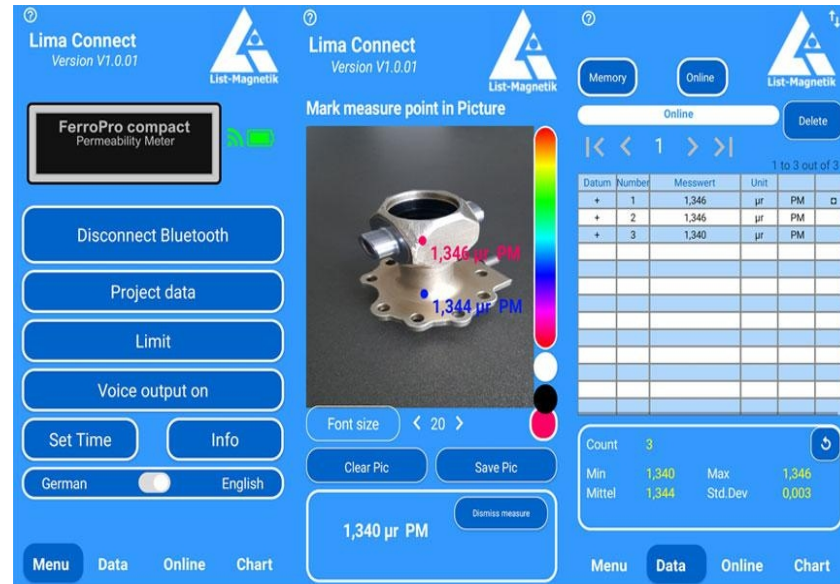 Lima Connect
Version V1.0.01
List-Magnetik
FerroPro compact
Permeability Meter
Disconnect Bluetooth
Project data
Limit
Voice output on
Set Time
Info
German
English
Menu
Data
Online
Chart
Lima Connect
Version V1.0.01
List-Magnetik
Mark measure point in Picture
1,346 µr PM
1,344 µr PM
Font size
< 20 >
Clear Pic
Save Pic
Dismiss measure
1,340 µr PM
List-Magnetik
Memory
Online
Online
Delete
1
1 to 3 out of 3
Datum Number Messwert Unit
+ 1 1,346 µr PM
+ 2 1,346 µr PM
+ 3 1,340 µr PM
Count 3
Min 1,340 Max 1,346
Mittel 1,344 Std.Dev 0,003
Menu
Data
Online
Chart